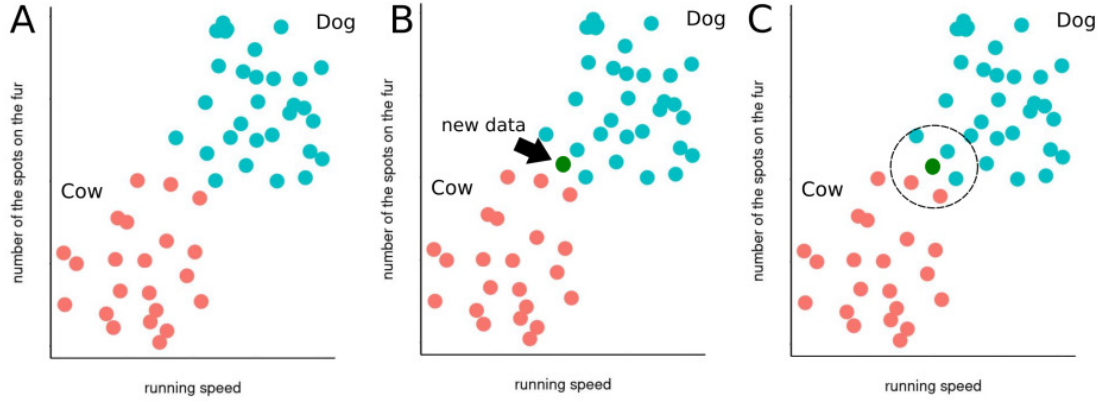 A
Dog
Cow
number of the spots on the fur
running speed
B
Dog
new data
Cow
number of the spots on the fur
running speed
C
Dog
Cow
number of the spots on the fur
running speed